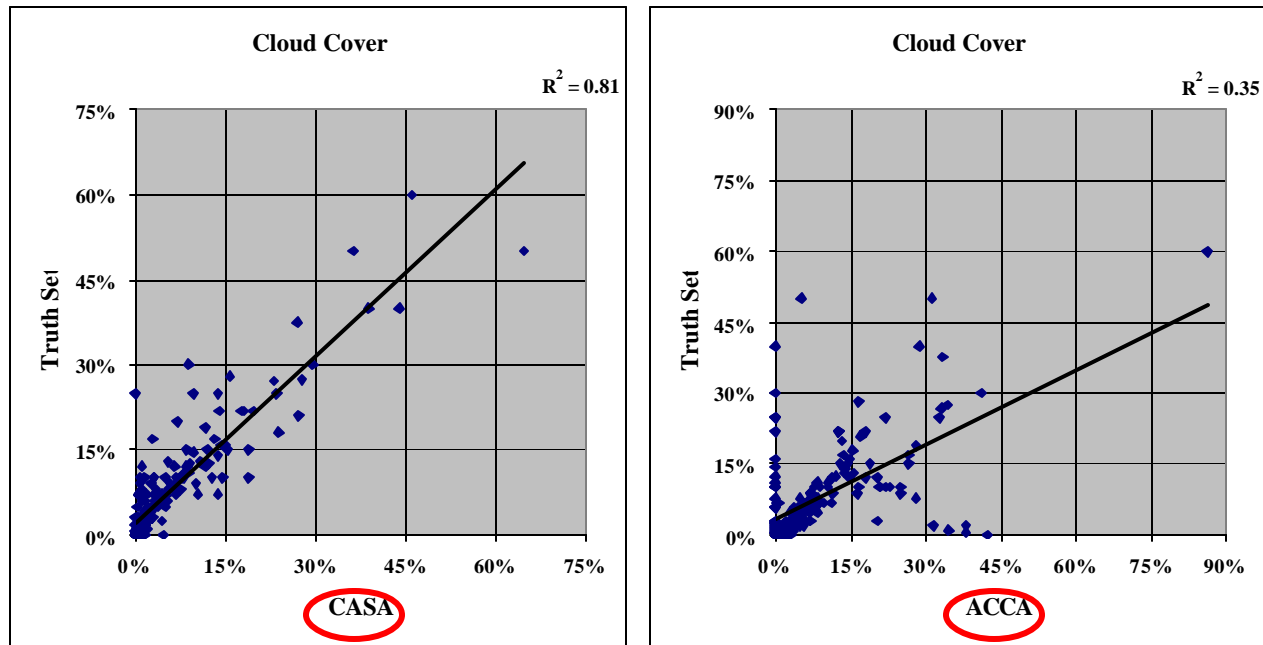 Cloud Cover
R2 = 0.81
75%
60%
45%
30%
15%
0%
Truth Set
0% 15% 30% 45% 60% 75%
CASA
Cloud Cover
R2 = 0.35
90%
75%
60%
45%
30%
15%
0%
Truth Set
0% 15% 30% 45% 60% 75% 90%
ACCA